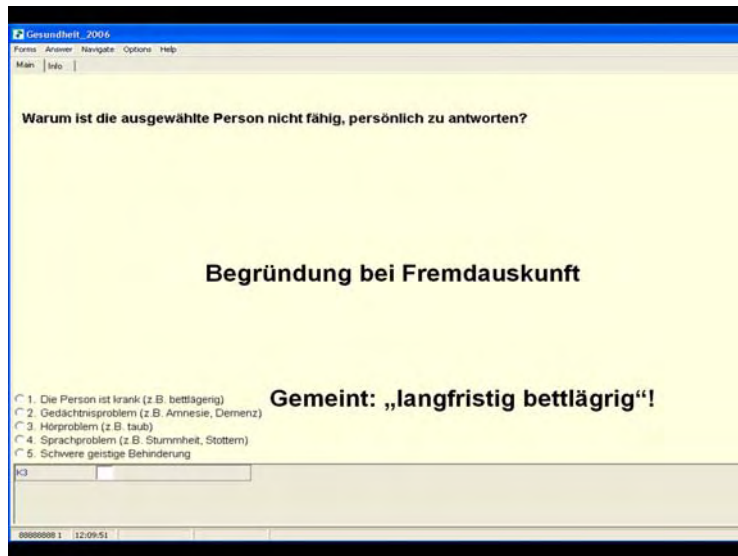 Gesundheit_2006
Forms Answer Navigate Options Help
Main Info
Warum ist die ausgewählte Person nicht fähig, persönlich zu antworten?
Begründung bei Fremdauskunft
1. Die Person ist krank (z.B. bettlägerig)
Gemeint: „langfristig bettlägrig“!
2. Gedächtnisproblem (z.B. Amnesie, Demenz)
3. Hörproblem (z.B. taub)
4. Sprachproblem (z.B. Stummheit, Stottern)
5. Schwere geistige Behinderung
K3
88888888 1 12:09:51